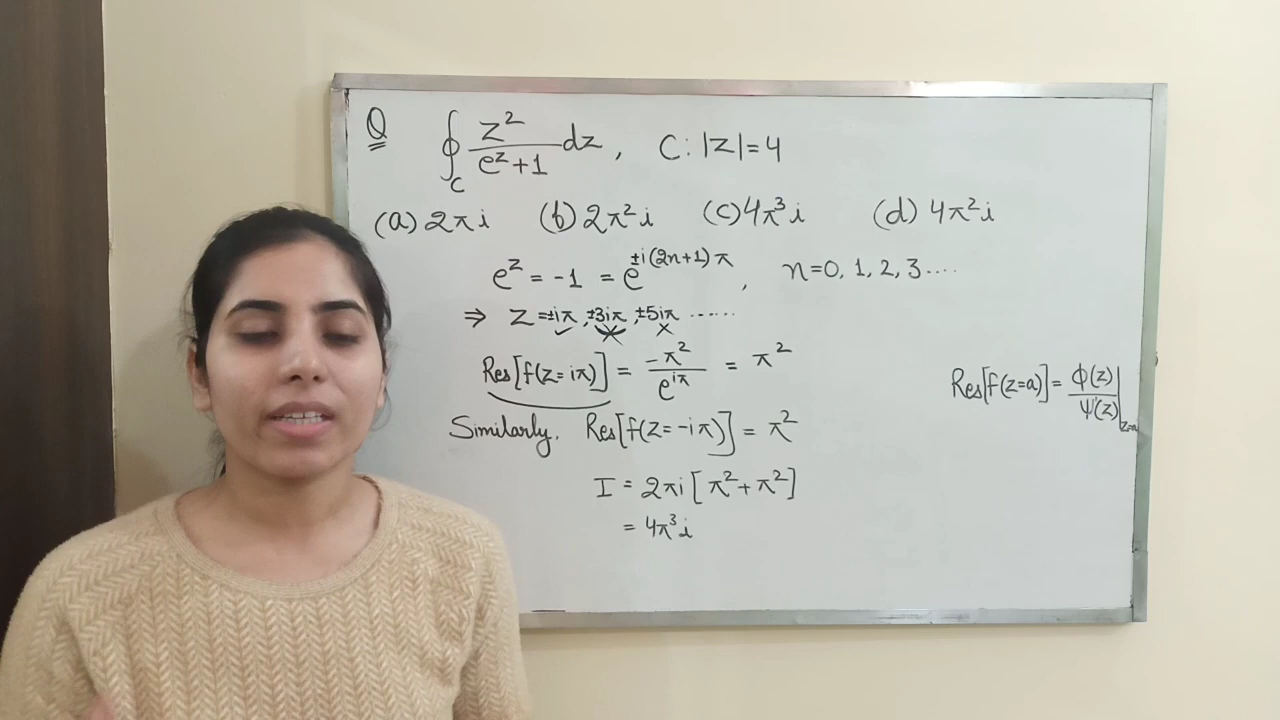 Q ∮_C z²/(e^z+1) dz, C: |z|=4
(a) 2πi (b) 2π²i (c) 4π³i (d) 4π²i
e^z = -1 = e^{±i(2n+1)π}, n=0, 1, 2, 3....
⇒ z = ±iπ, ±3iπ, ±5iπ ......
Res[f(z=iπ)] = -π²/e^{iπ} = π²
Res[f(z=a)] = φ(z)/ψ'(z)|_{z=a}
Similarly, Res[f(z=-iπ)] = π²
I = 2πi [π²+π²]
= 4π³i